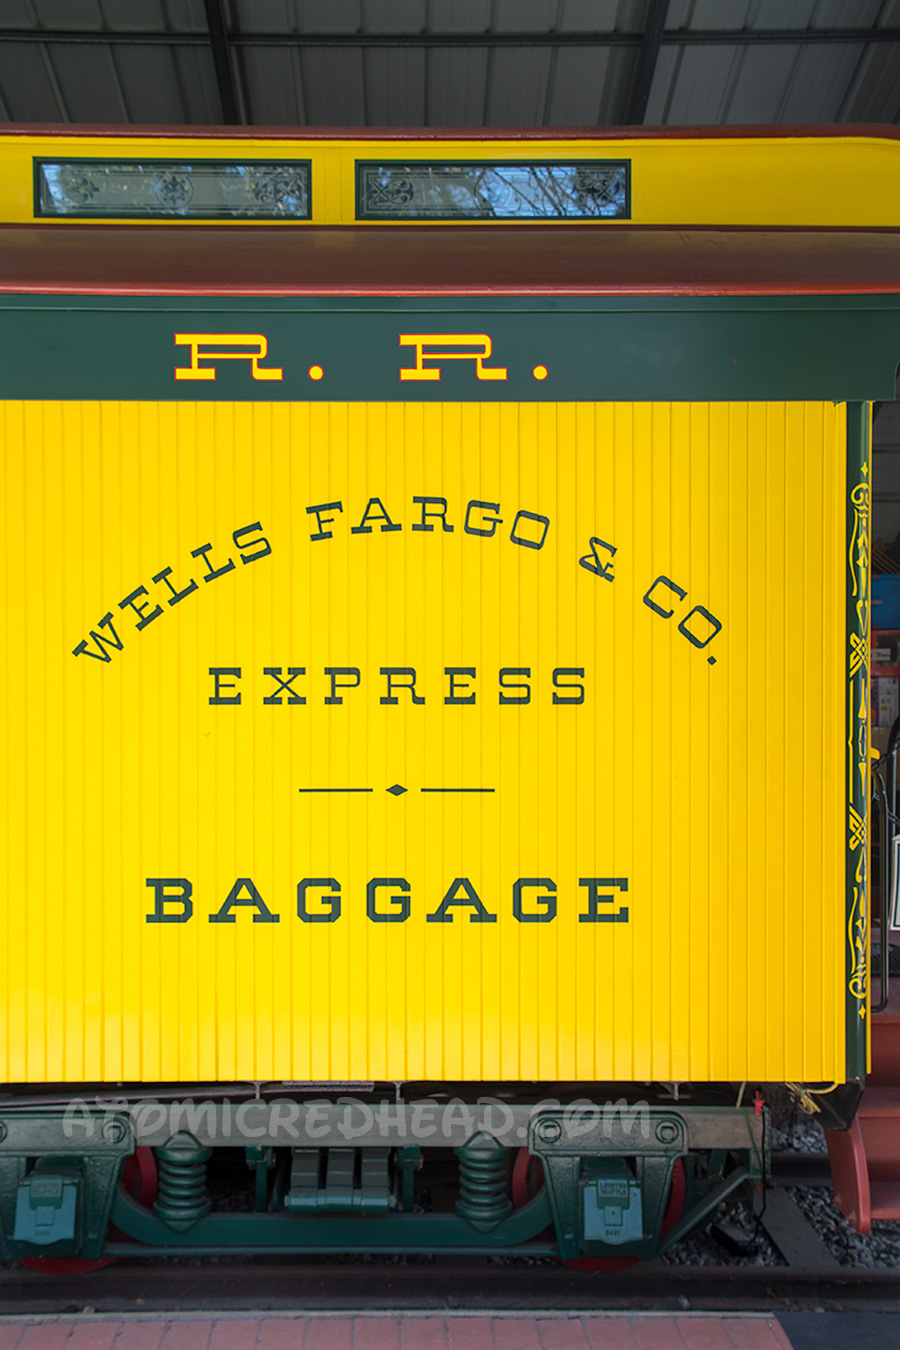 R. R.
WELLS FARGO & CO.
EXPRESS
BAGGAGE
ATOMICREDHEAD.COM